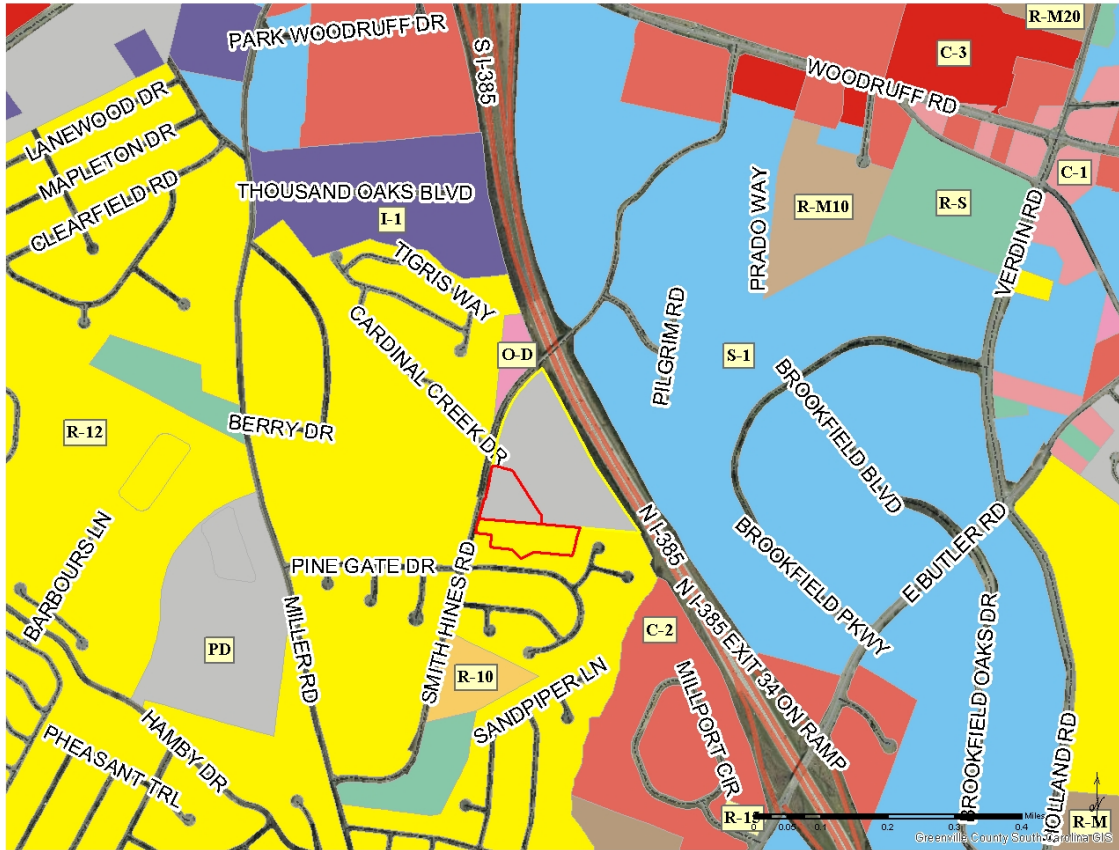 PARK WOODRUFF DR
S I-385
R-M20
C-3
WOODRUFF RD
LANEWOOD DR
MAPLETON DR
CLEARFIELD RD
THOUSAND OAKS BLVD
I-1
PRADO WAY
R-M10
R-S
C-1
VERDIN RD
TIGRIS WAY
CARDINAL CREEK DR
O-D
PILGRIM RD
S-1
BROOKFIELD BLVD
R-12
BERRY DR
BARBOURS LN
PINE GATE DR
SMITH HINES RD
N I-385
BROOKFIELD PKWY
E BUTLER RD
PD
MILLER RD
R-10
C-2
N I-385 EXIT 34 ON RAMP
SANDPIPER LN
MILLPORT CIR
BROOKFIELD OAKS DR
HOLLAND RD
HAMBY DR
PHEASANT TRL
R-M
0 0.05 0.1 0.2 0.3 0.4
Miles
Greenville County South Carolina GIS